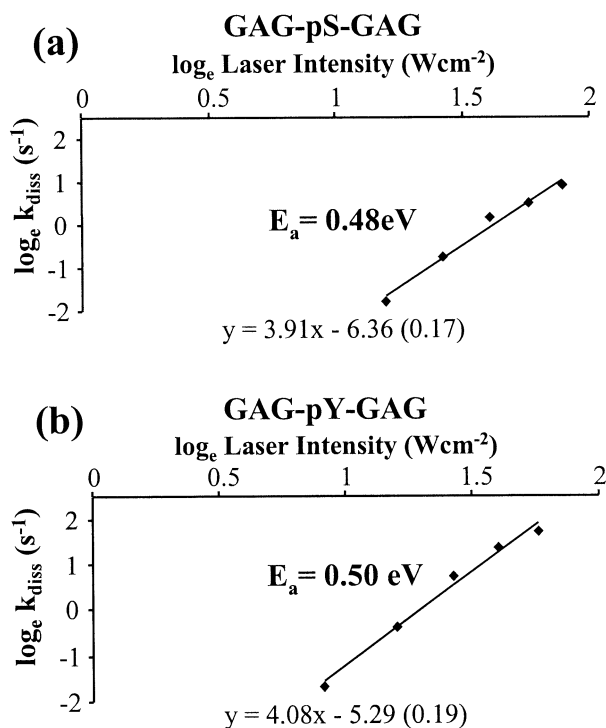 (a)
GAG-pS-GAG
logₑ Laser Intensity (Wcm⁻²)
0 0.5 1 1.5 2
2
1
0
-1
-2
logₑ k_diss (s⁻¹)
Eₐ= 0.48eV
y = 3.91x - 6.36 (0.17)
(b)
GAG-pY-GAG
logₑ Laser Intensity (Wcm⁻²)
0 0.5 1 1.5 2
2
1
0
-1
-2
logₑ k_diss (s⁻¹)
Eₐ= 0.50 eV
y = 4.08x - 5.29 (0.19)